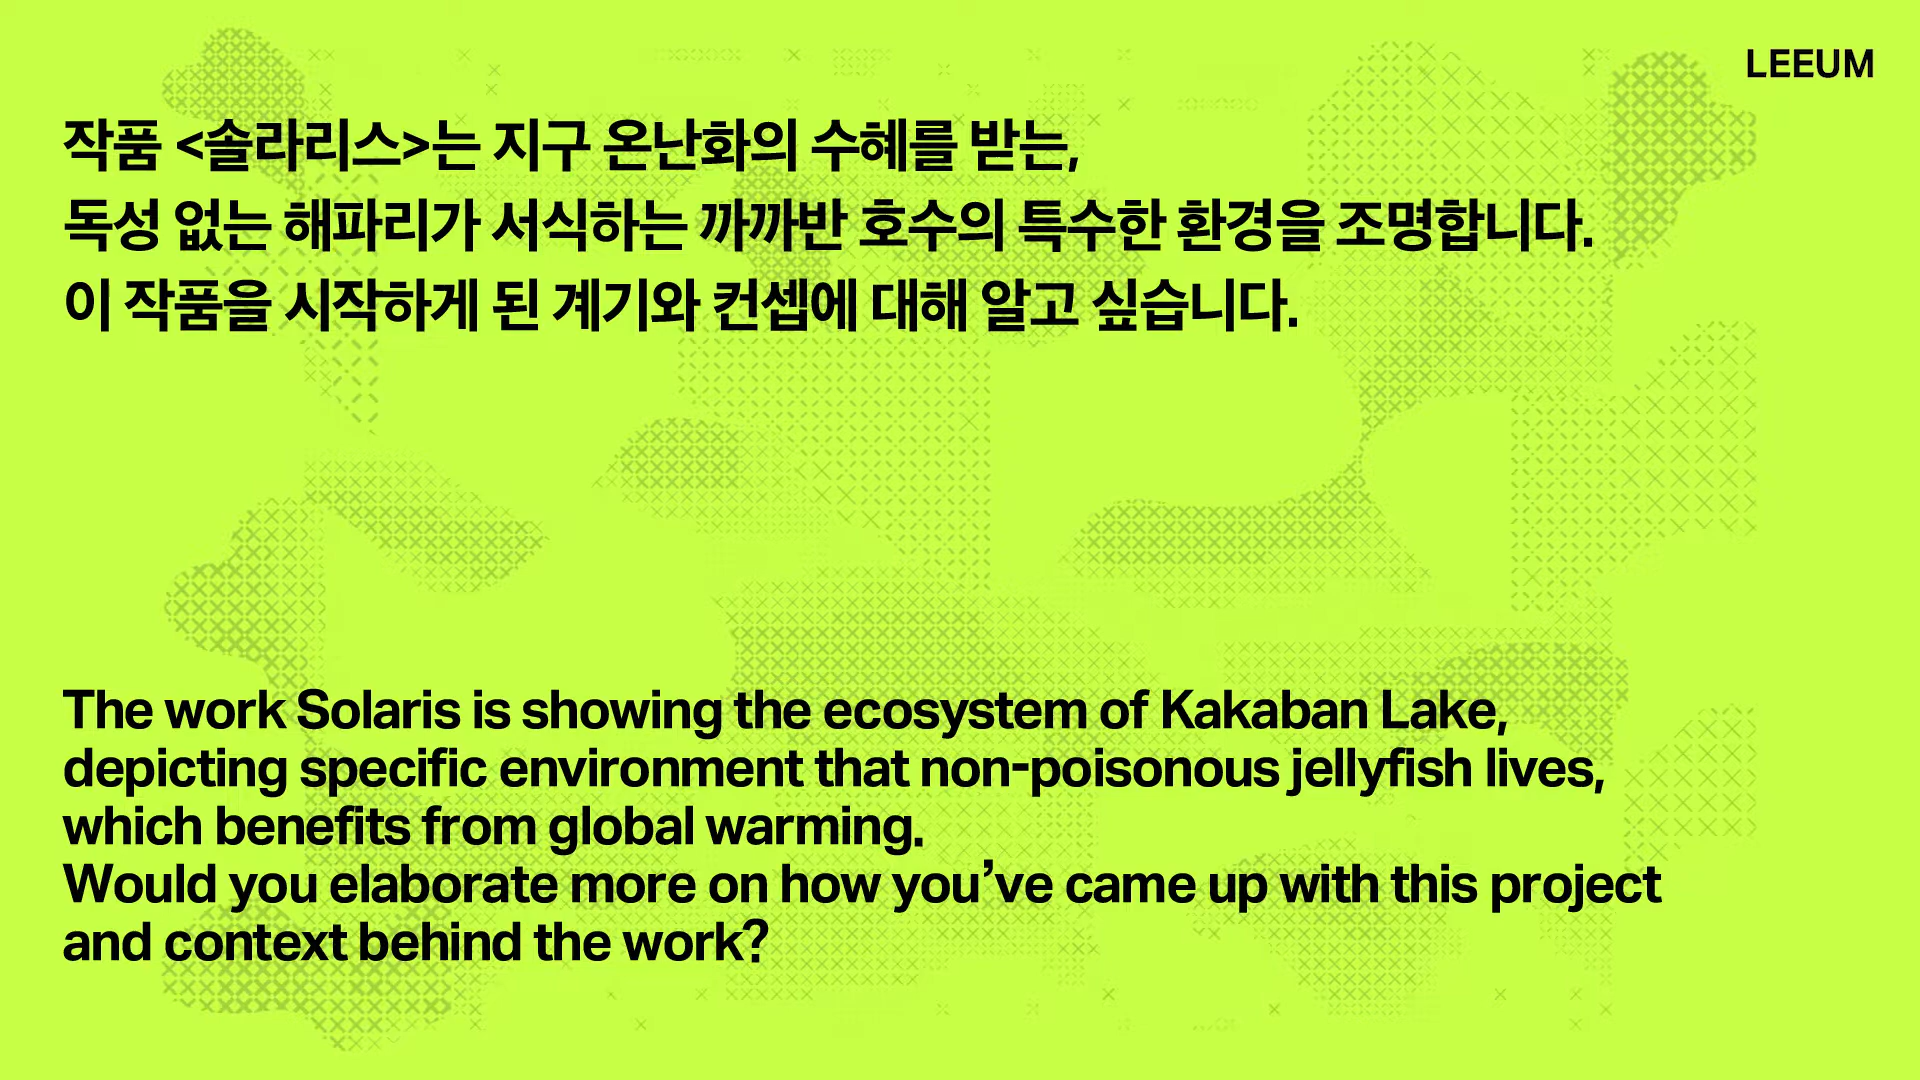 LEEUM
작품 <솔라리스>는 지구 온난화의 수혜를 받는,
독성 없는 해파리가 서식하는 까까반 호수의 특수한 환경을 조명합니다.
이 작품을 시작하게 된 계기와 컨셉에 대해 알고 싶습니다.
The work Solaris is showing the ecosystem of Kakaban Lake,
depicting specific environment that non-poisonous jellyfish lives,
which benefits from global warming.
Would you elaborate more on how you’ve came up with this project
and context behind the work?